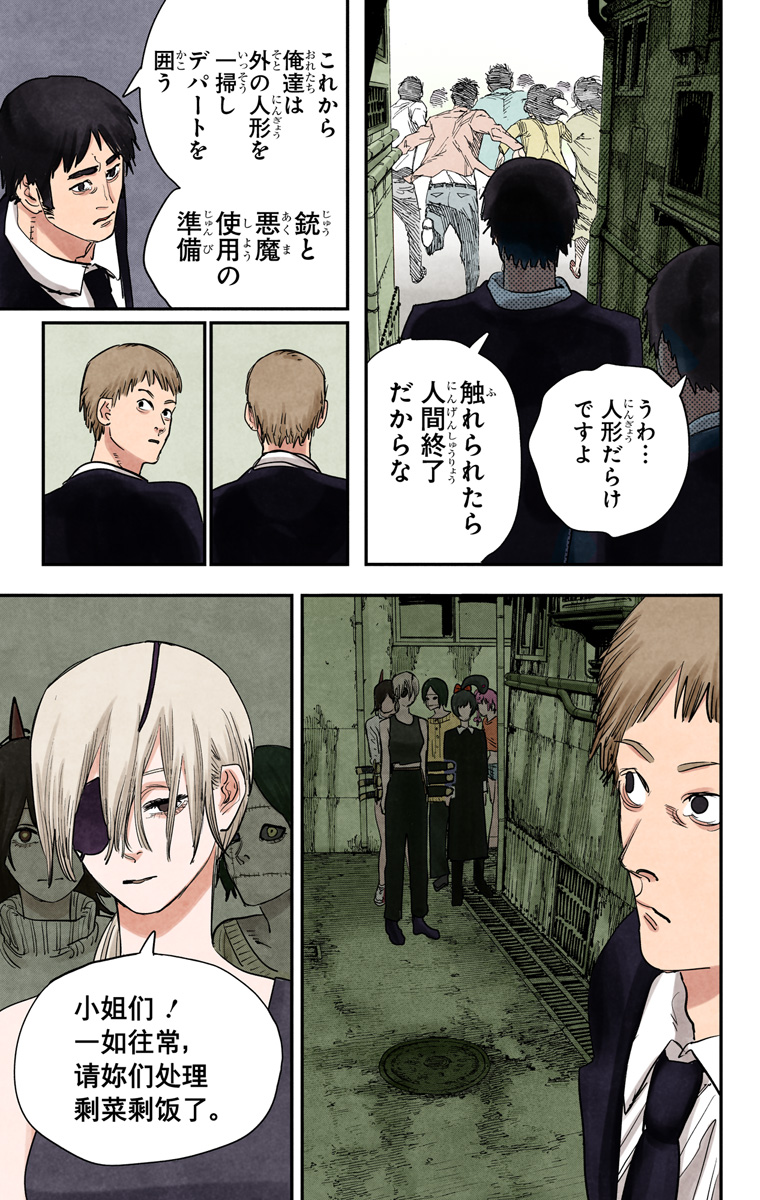 うわ…
人形だらけ
ですよ
触れられたら
人間終了
だからな
これから
俺達は
外の人形を
一掃し
デパートを
囲う
銃と
悪魔
使用の
準備
小姐们！
一如往常，
请妳们处理
剩菜剩饭了。